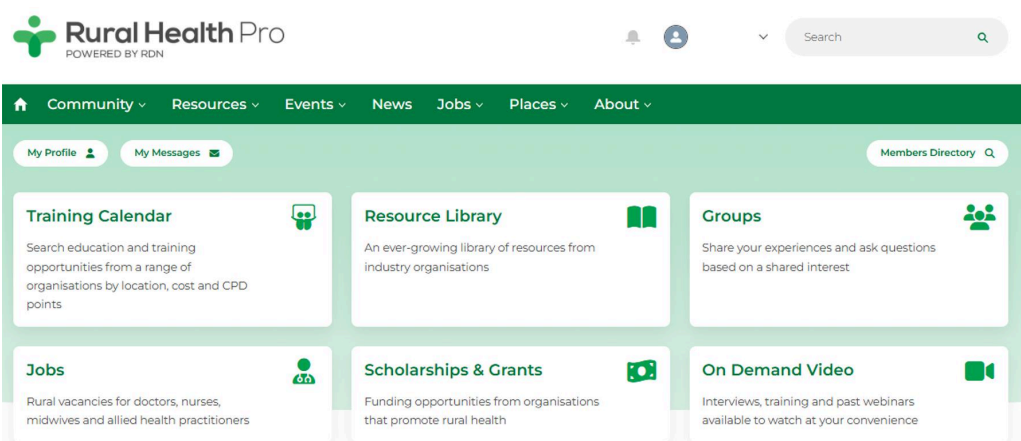 Rural Health Pro
POWERED BY RDN
Search
Community
Resources
Events
News
Jobs
Places
About
My Profile
My Messages
Members Directory
Training Calendar
Search education and training
opportunities from a range of
organisations by location, cost and CPD
points
Resource Library
An ever-growing library of resources from
industry organisations
Groups
Share your experiences and ask questions
based on a shared interest
Jobs
Rural vacancies for doctors, nurses,
midwives and allied health practitioners
Scholarships & Grants
Funding opportunities from organisations
that promote rural health
On Demand Video
Interviews, training and past webinars
available to watch at your convenience